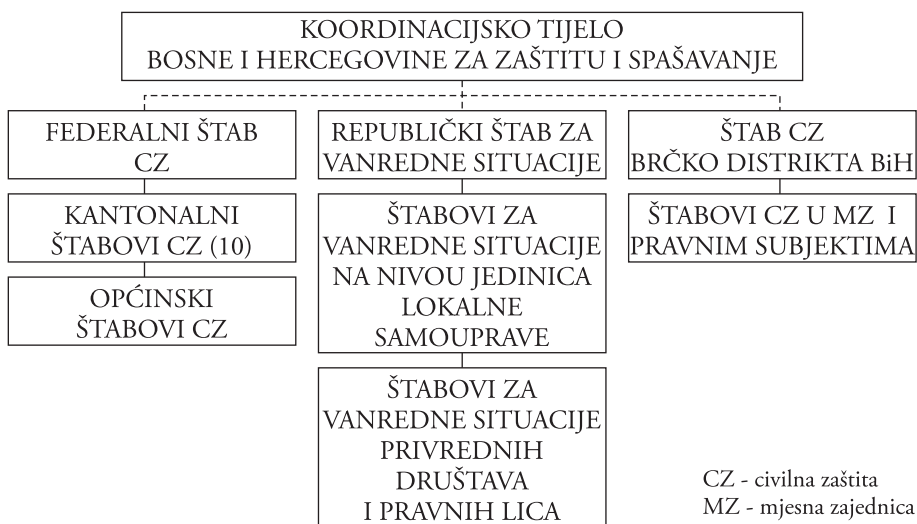 KOORDINACIJSKO TIJELO
BOSNE I HERCEGOVINE ZA ZAŠTITU I SPAŠAVANJE
FEDERALNI ŠTAB
CZ
KANTONALNI
ŠTABOVI CZ (10)
OPĆINSKI
ŠTABOVI CZ
REPUBLIČKI ŠTAB ZA
VANREDNE SITUACIJE
ŠTABOVI ZA
VANREDNE SITUACIJE
NA NIVOU JEDINICA
LOKALNE
SAMOUPRAVE
ŠTABOVI ZA
VANREDNE SITUACIJE
PRIVREDNIH
DRUŠTAVA
I PRAVNIH LICA
ŠTAB CZ
BRČKO DISTRIKTA BiH
ŠTABOVI CZ U MZ I
PRAVNIM SUBJEKTIMA
CZ - civilna zaštita
MZ - mjesna zajednica